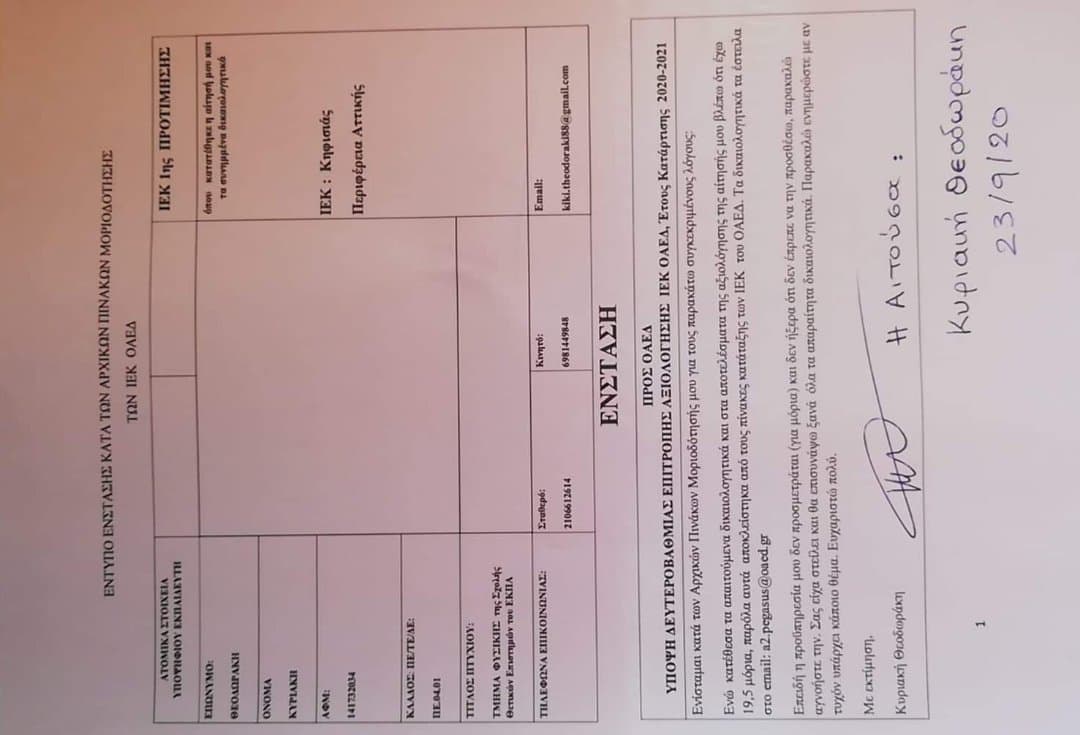 ΕΝΤΥΠΟ ΕΝΣΤΑΣΗΣ ΚΑΤΑ ΤΩΝ ΑΡΧΙΚΩΝ ΠΙΝΑΚΩΝ ΜΟΡΙΟΔΟΤΗΣΗΣ
ΤΩΝ ΙΕΚ ΟΑΕΔ
ΑΤΟΜΙΚΑ ΣΤΟΙΧΕΙΑ
ΥΠΟΨΗΦΙΟΥ ΕΚΠΑΙΔΕΥΤΗ
ΙΕΚ 1ης ΠΡΟΤΙΜΗΣΗΣ
ΕΠΩΝΥΜΟ:
ΘΕΟΔΩΡΑΚΗ
όπου κατατέθηκε η αίτησή μου και
τα συνημμένα δικαιολογητικά
ΟΝΟΜΑ
ΚΥΡΙΑΚΗ
ΑΦΜ:
141732034
ΙΕΚ : Κηφισιάς
Περιφέρεια Αττικής
ΚΛΑΔΟΣ ΠΕ/ΤΕ/ΔΕ:
ΠΕ.04.01
ΤΙΤΛΟΣ ΠΤΥΧΙΟΥ:
ΤΜΗΜΑ ΦΥΣΙΚΗΣ της Σχολής
Θετικών Επιστημών του ΕΚΠΑ
ΤΗΛΕΦΩΝΑ ΕΠΙΚΟΙΝΩΝΙΑΣ:
Σταθερό:
2106612614
Κινητό:
6981449848
Email:
kiki.theodoraki88@gmail.com
ΕΝΣΤΑΣΗ
ΠΡΟΣ ΟΑΕΔ
ΥΠΟΨΗ ΔΕΥΤΕΡΟΒΑΘΜΙΑΣ ΕΠΙΤΡΟΠΗΣ ΑΞΙΟΛΟΓΗΣΗΣ ΙΕΚ ΟΑΕΔ, Έτους Κατάρτισης 2020-2021
Ενίσταμαι κατά των Αρχικών Πινάκων Μοριοδότησής μου για τους παρακάτω συγκεκριμένους λόγους:
Ενώ κατέθεσα τα απαιτούμενα δικαιολογητικά και στα αποτελέσματα της αξιολόγησης της αίτησής μου βλέπω ότι έχω
19,5 μόρια, παρόλα αυτά αποκλείστηκα από τους πίνακες κατάταξης των ΙΕΚ του ΟΑΕΔ. Τα δικαιολογητικά τα έστειλα
στο email: a2.pegasus@oaed.gr
Επειδή η προϋπηρεσία μου δεν προσμετράται (για μόρια) και δεν ήξερα ότι δεν έπρεπε να την προσθέσω, παρακαλώ
αγνοήστε την. Σας είχα στείλει και θα επισυνάψω ξανά όλα τα απαραίτητα δικαιολογητικά. Παρακαλώ ενημερώστε με αν
τυχόν υπάρχει κάποιο θέμα. Ευχαριστώ πολύ.
Με εκτίμηση,
Κυριακή Θεοδωράκη
Η Αιτούσα :
Κυριακή Θεοδωράκη
23/9/20
1